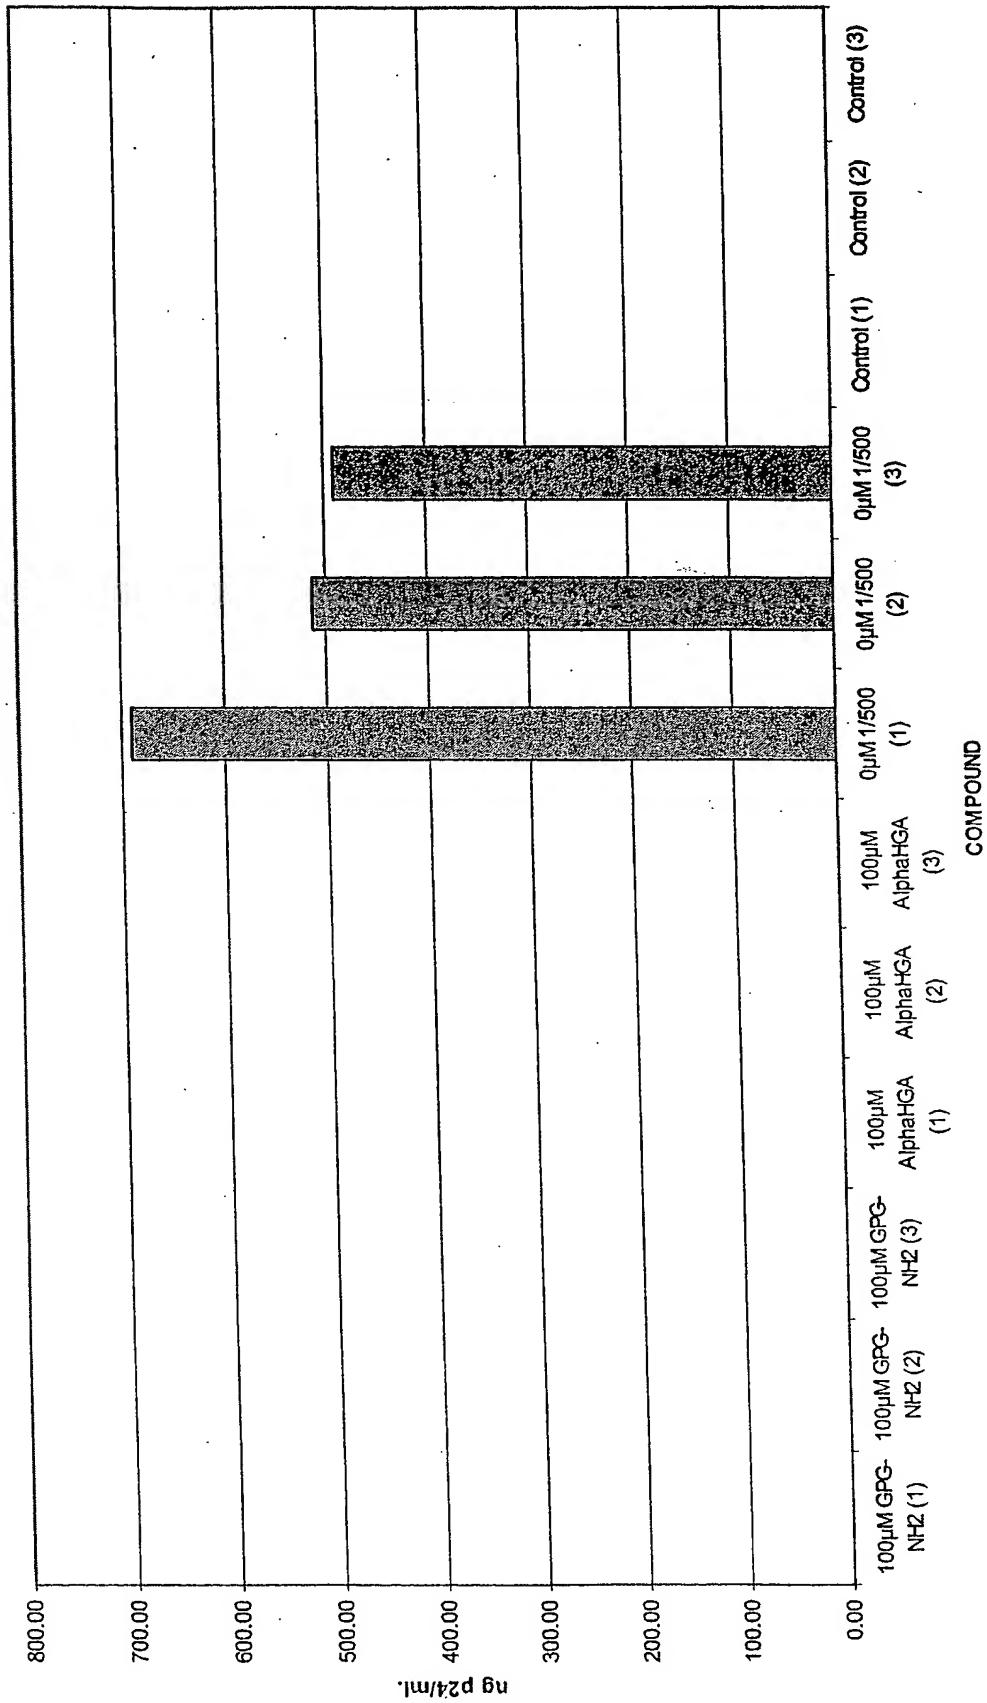 800.00
700.00
600.00
500.00
400.00
300.00
200.00
100.00
0.00
ng p24/ml.
100µM GPG-
NH2 (1)
100µM GPG-
NH2 (2)
100µM GPG-
NH2 (3)
100µM
AlphaHGA
(1)
100µM
AlphaHGA
(2)
100µM
AlphaHGA
(3)
0µM 1/500
(1)
0µM 1/500
(2)
0µM 1/500
(3)
Control (1)
Control (2)
Control (3)
COMPOUND